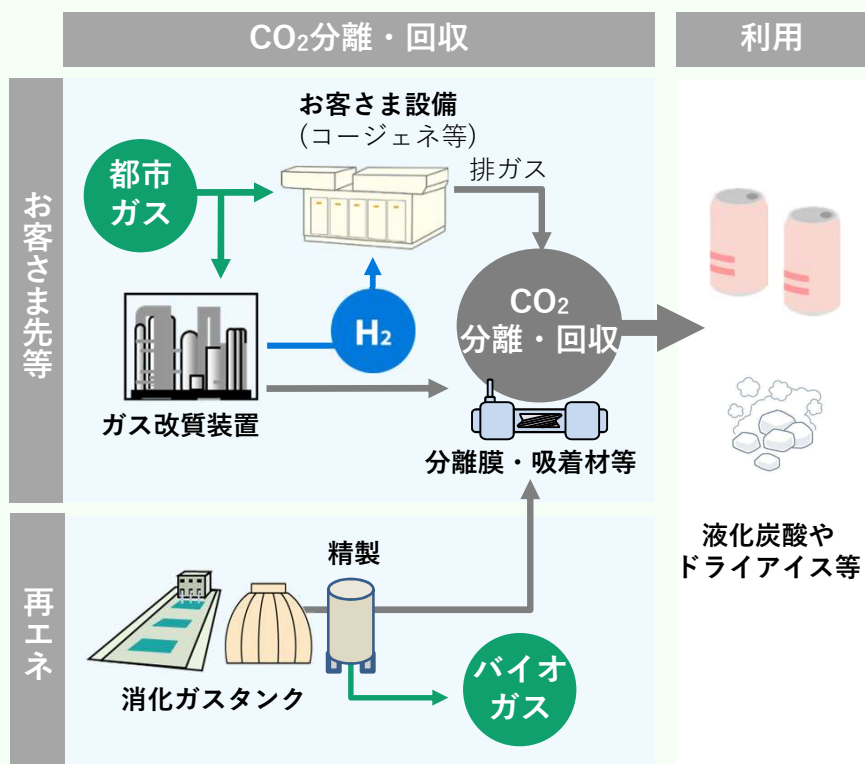 CO₂分離・回収
利用
お客さま先等
お客さま設備
(コージェネ等)
都市
ガス
排ガス
H₂
CO₂
分離・回収
ガス改質装置
分離膜・吸着材等
液化炭酸や
ドライアイス等
再エネ
精製
消化ガスタンク
バイオ
ガス